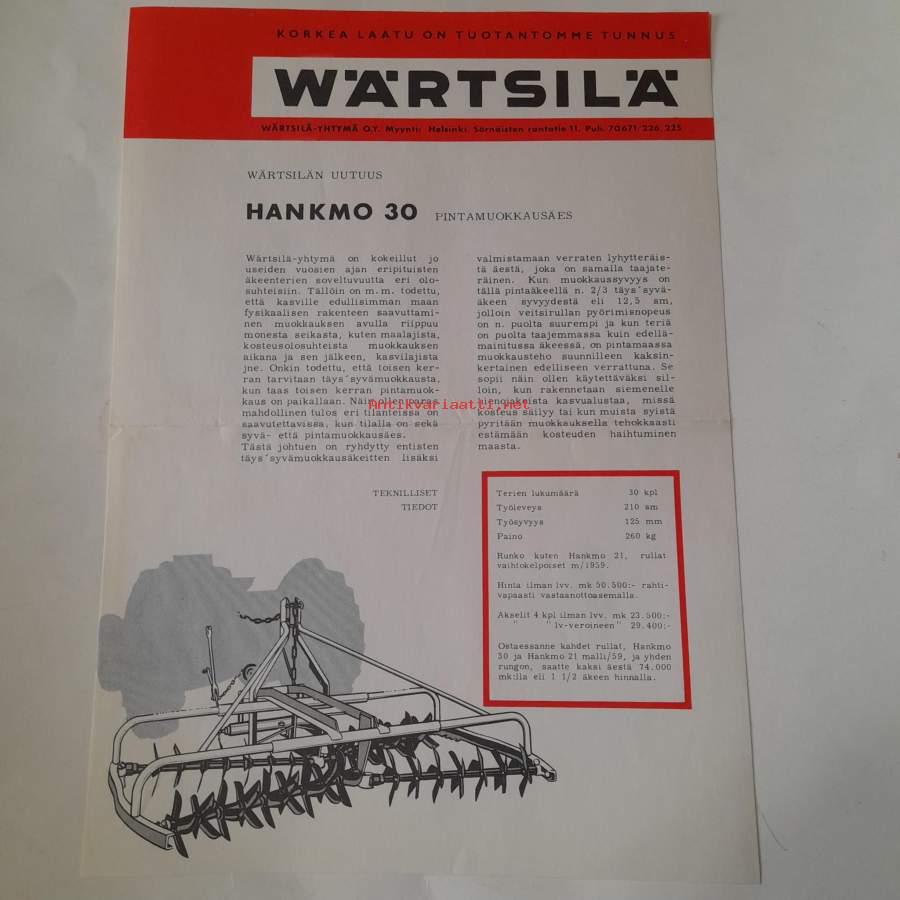 KORKEA LAATU ON TUOTANTOMME TUNNUS
WÄRTSILÄ
WÄRTSILÄ-YHTYMÄ O.Y. Myynti: Helsinki. Sörnäisten rantatie 11. Puh. 70671/226, 225
WÄRTSILÄN UUTUUS
HANKMO 30 PINTAMUOKKAUSÄES
Wärtsilä-yhtymä on kokeillut jo
useiden vuosien ajan eripituisten
äkeenterien soveltuvuutta eri olo-
suhteisiin. Tällöin on m.m. todettu,
että kasville edullisimman maan
fysikaalisen rakenteen saavuttami-
nen muokkauksen avulla riippuu
monesta seikasta, kuten maalajista,
kosteusolosuhteista muokkauksen
aikana ja sen jälkeen, kasvilajista
jne. Onkin todettu, että toisen ker-
ran tarvitaan täys´syvämuokkausta,
kun taas toisen kerran pintamuok-
kaus on paikallaan. Näin ollen paras
mahdollinen tulos eri tilanteissa on
saavutettavissa, kun tilalla on sekä
syvä- että pintamuokkausäes.
Tästä johtuen on ryhdytty entisten
täys´syvämuokkausäkeitten lisäksi
valmistamaan verraten lyhytteräis-
tä äestä, joka on samalla taajate-
räinen. Kun muokkaussyvyys on
tällä pintaäkeellä n. 2/3 täys´syvä-
äkeen syvyydestä eli 12,5 sm,
jolloin veitsirullan pyörimisnopeus
on n. puolta suurempi ja kun teriä
on puolta taajemmassa kuin edellä-
mainitussa äkeessä, on pintamaassa
muokkausteho suunnilleen kaksin-
kertainen edelliseen verrattuna. Se
sopii näin ollen käytettäväksi sil-
loin, kun rakennetaan siemenelle
hienojakoista kasvualustaa, missä
kosteus säilyy tai kun muista syistä
pyritään muokkauksella tehokkaasti
estämään kosteuden haihtuminen
maasta.
Antikvariaatti.net
TEKNILLISET
TIEDOT
Terien lukumäärä 30 kpl
Työleveys 210 sm
Työsyvyys 125 mm
Paino 260 kg
Runko kuten Hankmo 21, rullat
vaihtokelpoiset m/1959.
Hinta ilman lvv. mk 50.500:- rahti-
vapaasti vastaanottoasemalla.
Akselit 4 kpl ilman lvv. mk 23.500:-
" " lv-veroineen " 29.400:-
Ostaessanne kahdet rullat, Hankmo
30 ja Hankmo 21 malli/59, ja yhden
rungon, saatte kaksi äestä 74.000
mk:lla eli 1 1/2 äkeen hinnalla.